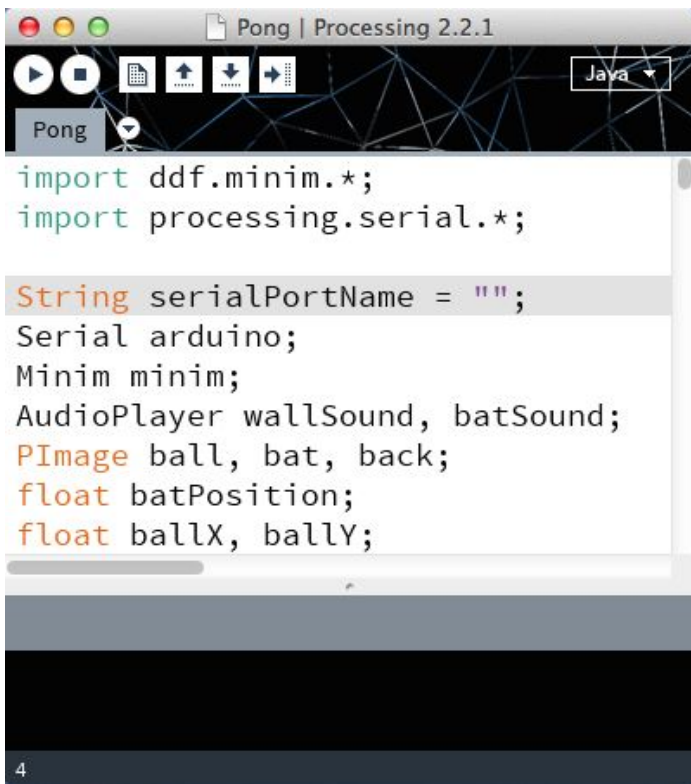 Pong | Processing 2.2.1
Java
Pong
import ddf.minim.*;
import processing.serial.*;
String serialPortName = "";
Serial arduino;
Minim minim;
AudioPlayer wallSound, batSound;
PImage ball, bat, back;
float batPosition;
float ballX, ballY;
4